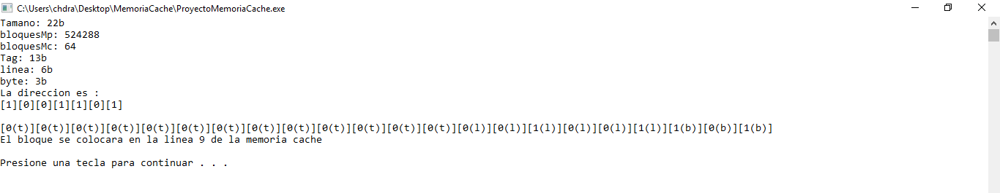 C:\Users\chdra\Desktop\MemoriaCache\ProyectoMemoriaCache.exe
Tamano: 22b
bloquesMp: 524288
bloquesMc: 64
Tag: 13b
linea: 6b
byte: 3b
La direccion es :
[1][0][0][1][1][0][1]
[0(t)][0(t)][0(t)][0(t)][0(t)][0(t)][0(t)][0(t)][0(t)][0(t)][0(t)][0(t)][0(t)][0(l)][0(l)][1(l)][0(l)][0(l)][1(l)][1(b)][0(b)][1(b)]
El bloque se colocara en la linea 9 de la memoria cache
Presione una tecla para continuar . . .